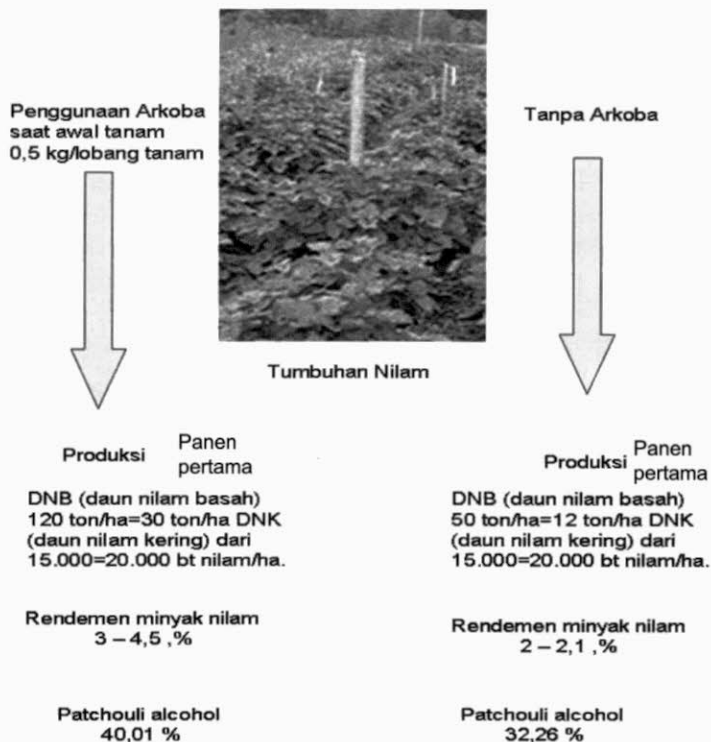 Penggunaan Arkoba
saat awal tanam
0,5 kg/lobang tanam
Tanpa Arkoba
Tumbuhan Nilam
Produksi Panen
pertama
DNB (daun nilam basah)
120 ton/ha=30 ton/ha DNK
(daun nilam kering) dari
15.000=20.000 bt nilam/ha.
Rendemen minyak nilam
3 – 4,5 ,%
Patchouli alcohol
40,01 %
Produksi Panen
pertama
DNB (daun nilam basah)
50 ton/ha=12 ton/ha DNK
(daun nilam kering) dari
15.000=20.000 bt nilam/ha.
Rendemen minyak nilam
2 – 2,1 ,%
Patchouli alcohol
32,26 %